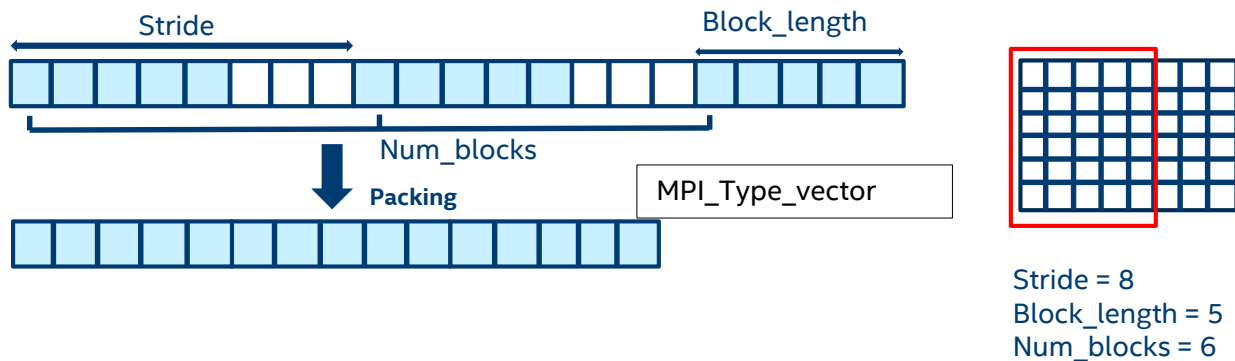 Stride
Block_length
Num_blocks
Packing
MPI_Type_vector
Stride = 8
Block_length = 5
Num_blocks = 6